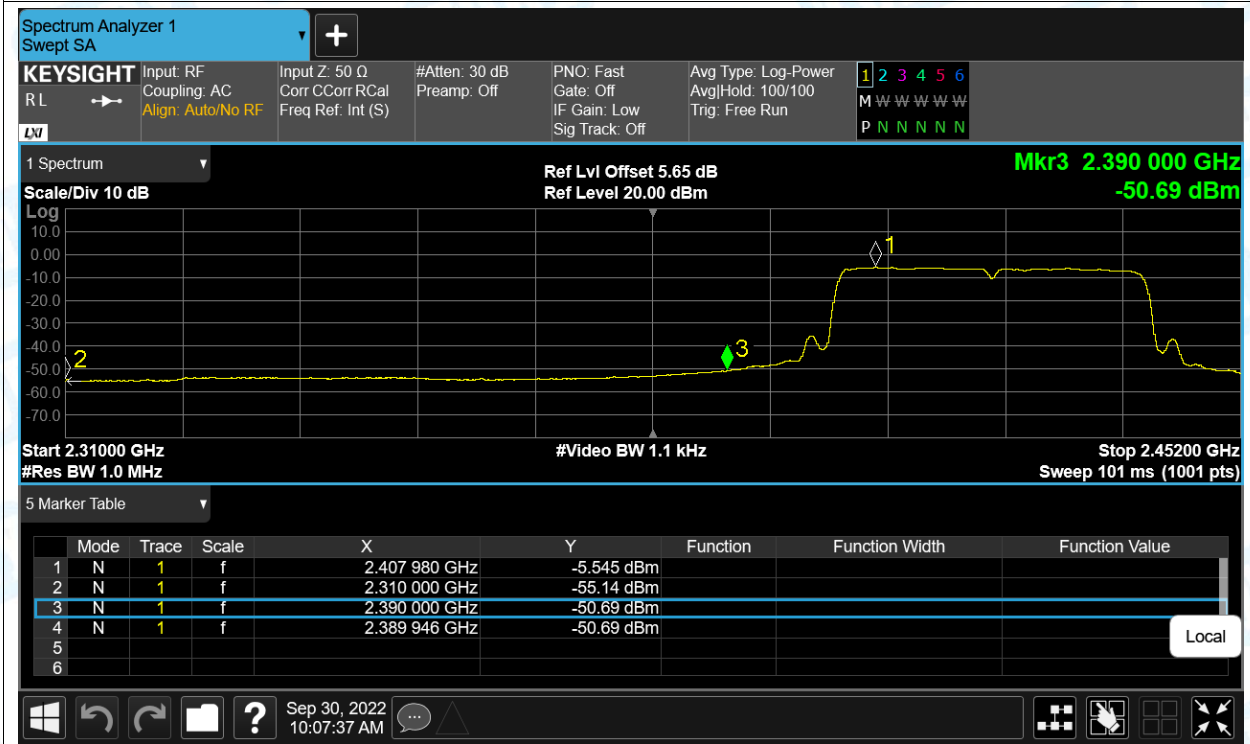 Spectrum Analyzer 1
Swept SA
+
KEYSIGHT
R L
LXI
Input: RF
Coupling: AC
Align: Auto/No RF
Input Z: 50 Ω
Corr CCorr RCal
Freq Ref: Int (S)
#Atten: 30 dB
Preamp: Off
PNO: Fast
Gate: Off
IF Gain: Low
Sig Track: Off
Avg Type: Log-Power
Avg|Hold: 100/100
Trig: Free Run
1 2 3 4 5 6
M W W W W W W
P N N N N N
1 Spectrum
Scale/Div 10 dB
Ref Lvl Offset 5.65 dB
Ref Level 20.00 dBm
Mkr3 2.390 000 GHz
-50.69 dBm
Log
10.0
0.00
-10.0
-20.0
-30.0
-40.0
-50.0
-60.0
-70.0
1
2
3
Start 2.31000 GHz
#Video BW 1.1 kHz
Stop 2.45200 GHz
#Res BW 1.0 MHz
Sweep 101 ms (1001 pts)
5 Marker Table
Mode Trace Scale X Y Function Function Width Function Value
1 N 1 f 2.407 980 GHz -5.545 dBm
2 N 1 f 2.310 000 GHz -55.14 dBm
3 N 1 f 2.390 000 GHz -50.69 dBm
4 N 1 f 2.389 946 GHz -50.69 dBm
5
6
Local
?
Sep 30, 2022
10:07:37 AM